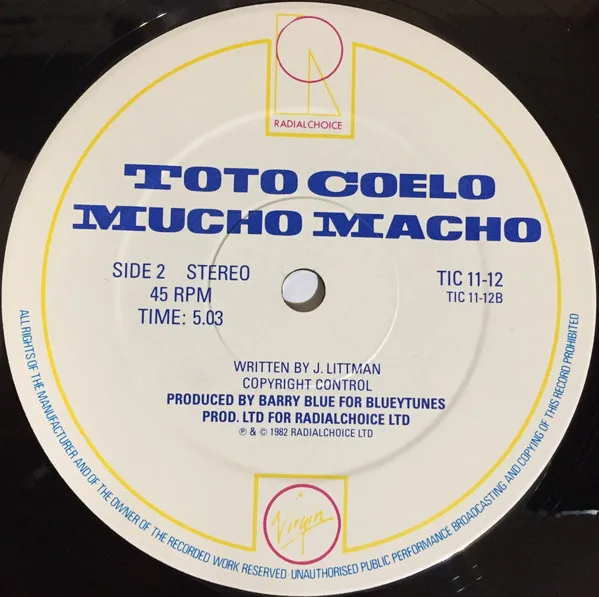 RADIALCHOICE
TOTO COELO
MUCHO MACHO
SIDE 2 STEREO
45 RPM
TIME: 5.03
TIC 11-12
TIC 11-12B
WRITTEN BY J. LITTMAN
COPYRIGHT CONTROL
PRODUCED BY BARRY BLUE FOR BLUEYTUNES
PROD. LTD FOR RADIALCHOICE LTD
℗ & © 1982 RADIALCHOICE LTD
Virgin
ALL RIGHTS OF THE MANUFACTURER AND OF THE OWNER OF THE RECORDED WORK RESERVED UNAUTHORISED PUBLIC PERFORMANCE BROADCASTING AND COPYING OF THIS RECORD PROHIBITED